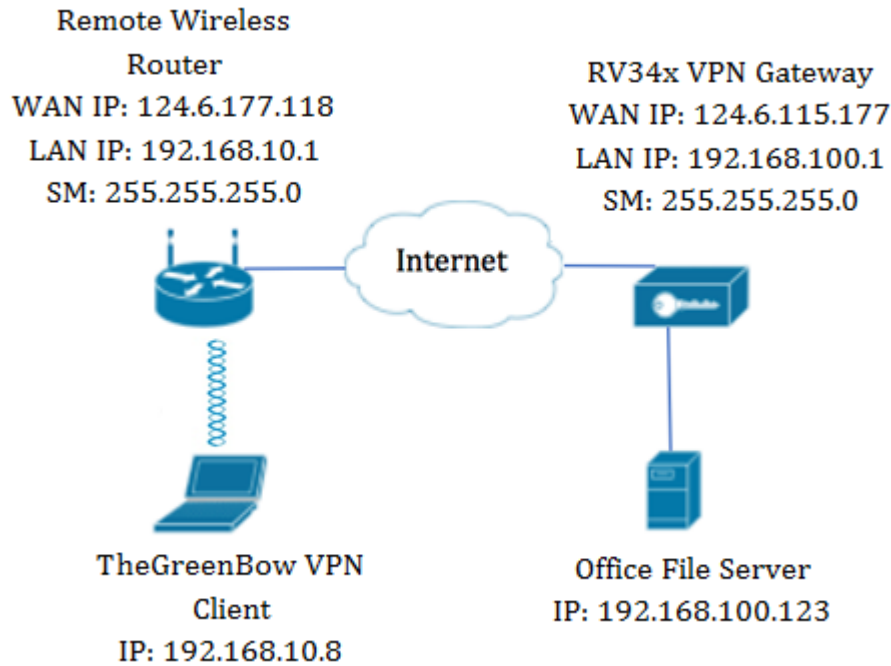 Remote Wireless
Router
WAN IP: 124.6.177.118
LAN IP: 192.168.10.1
SM: 255.255.255.0
RV34x VPN Gateway
WAN IP: 124.6.115.177
LAN IP: 192.168.100.1
SM: 255.255.255.0
Internet
TheGreenBow VPN
Client
IP: 192.168.10.8
Office File Server
IP: 192.168.100.123